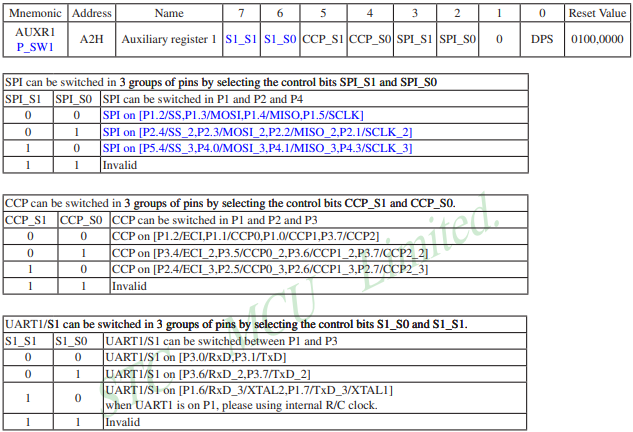 Mnemonic Address Name 7 6 5 4 3 2 1 0 Reset Value
AUXR1
P_SW1 A2H Auxiliary register 1 S1_S1 S1_S0 CCP_S1 CCP_S0 SPI_S1 SPI_S0 0 DPS 0100,0000
SPI can be switched in 3 groups of pins by selecting the control bits SPI_S1 and SPI_S0
SPI_S1 SPI_S0 SPI can be switched in P1 and P2 and P4
0 0 SPI on [P1.2/SS,P1.3/MOSI,P1.4/MISO,P1.5/SCLK]
0 1 SPI on [P2.4/SS_2,P2.3/MOSI_2,P2.2/MISO_2,P2.1/SCLK_2]
1 0 SPI on [P5.4/SS_3,P4.0/MOSI_3,P4.1/MISO_3,P4.3/SCLK_3]
1 1 Invalid
CCP can be switched in 3 groups of pins by selecting the control bits CCP_S1 and CCP_S0.
CCP_S1 CCP_S0 CCP can be switched in P1 and P2 and P3
0 0 CCP on [P1.2/ECI,P1.1/CCP0,P1.0/CCP1,P3.7/CCP2]
0 1 CCP on [P3.4/ECI_2,P3.5/CCP0_2,P3.6/CCP1_2,P3.7/CCP2_2]
1 0 CCP on [P2.4/ECI_3,P2.5/CCP0_3,P2.6/CCP1_3,P2.7/CCP2_3]
1 1 Invalid
UART1/S1 can be switched in 3 groups of pins by selecting the control bits S1_S0 and S1_S1.
S1_S1 S1_S0 UART1/S1 can be switched between P1 and P3
0 0 UART1/S1 on [P3.0/RxD,P3.1/TxD]
0 1 UART1/S1 on [P3.6/RxD_2,P3.7/TxD_2]
1 0 UART1/S1 on [P1.6/RxD_3/XTAL2,P1.7/TxD_3/XTAL1]
when UART1 is on P1, please using internal R/C clock.
1 1 Invalid
STC MCU Limited.